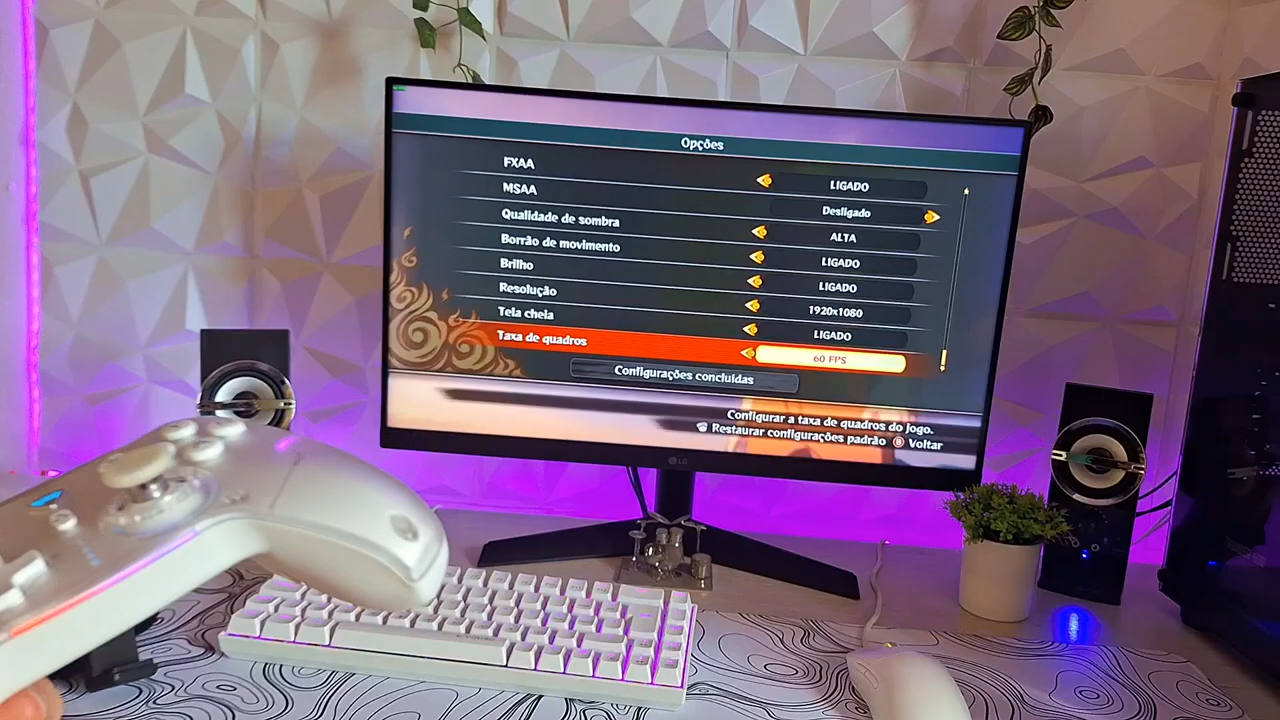 Opções
FXAA
LIGADO
MSAA
Desligado
Qualidade de sombra
ALTA
Borrão de movimento
LIGADO
Brilho
LIGADO
Resolução
1920x1080
Tela cheia
LIGADO
Taxa de quadros
60 FPS
Configurações concluídas
Configurar a taxa de quadros do jogo.
Restaurar configurações padrão B Voltar
LG